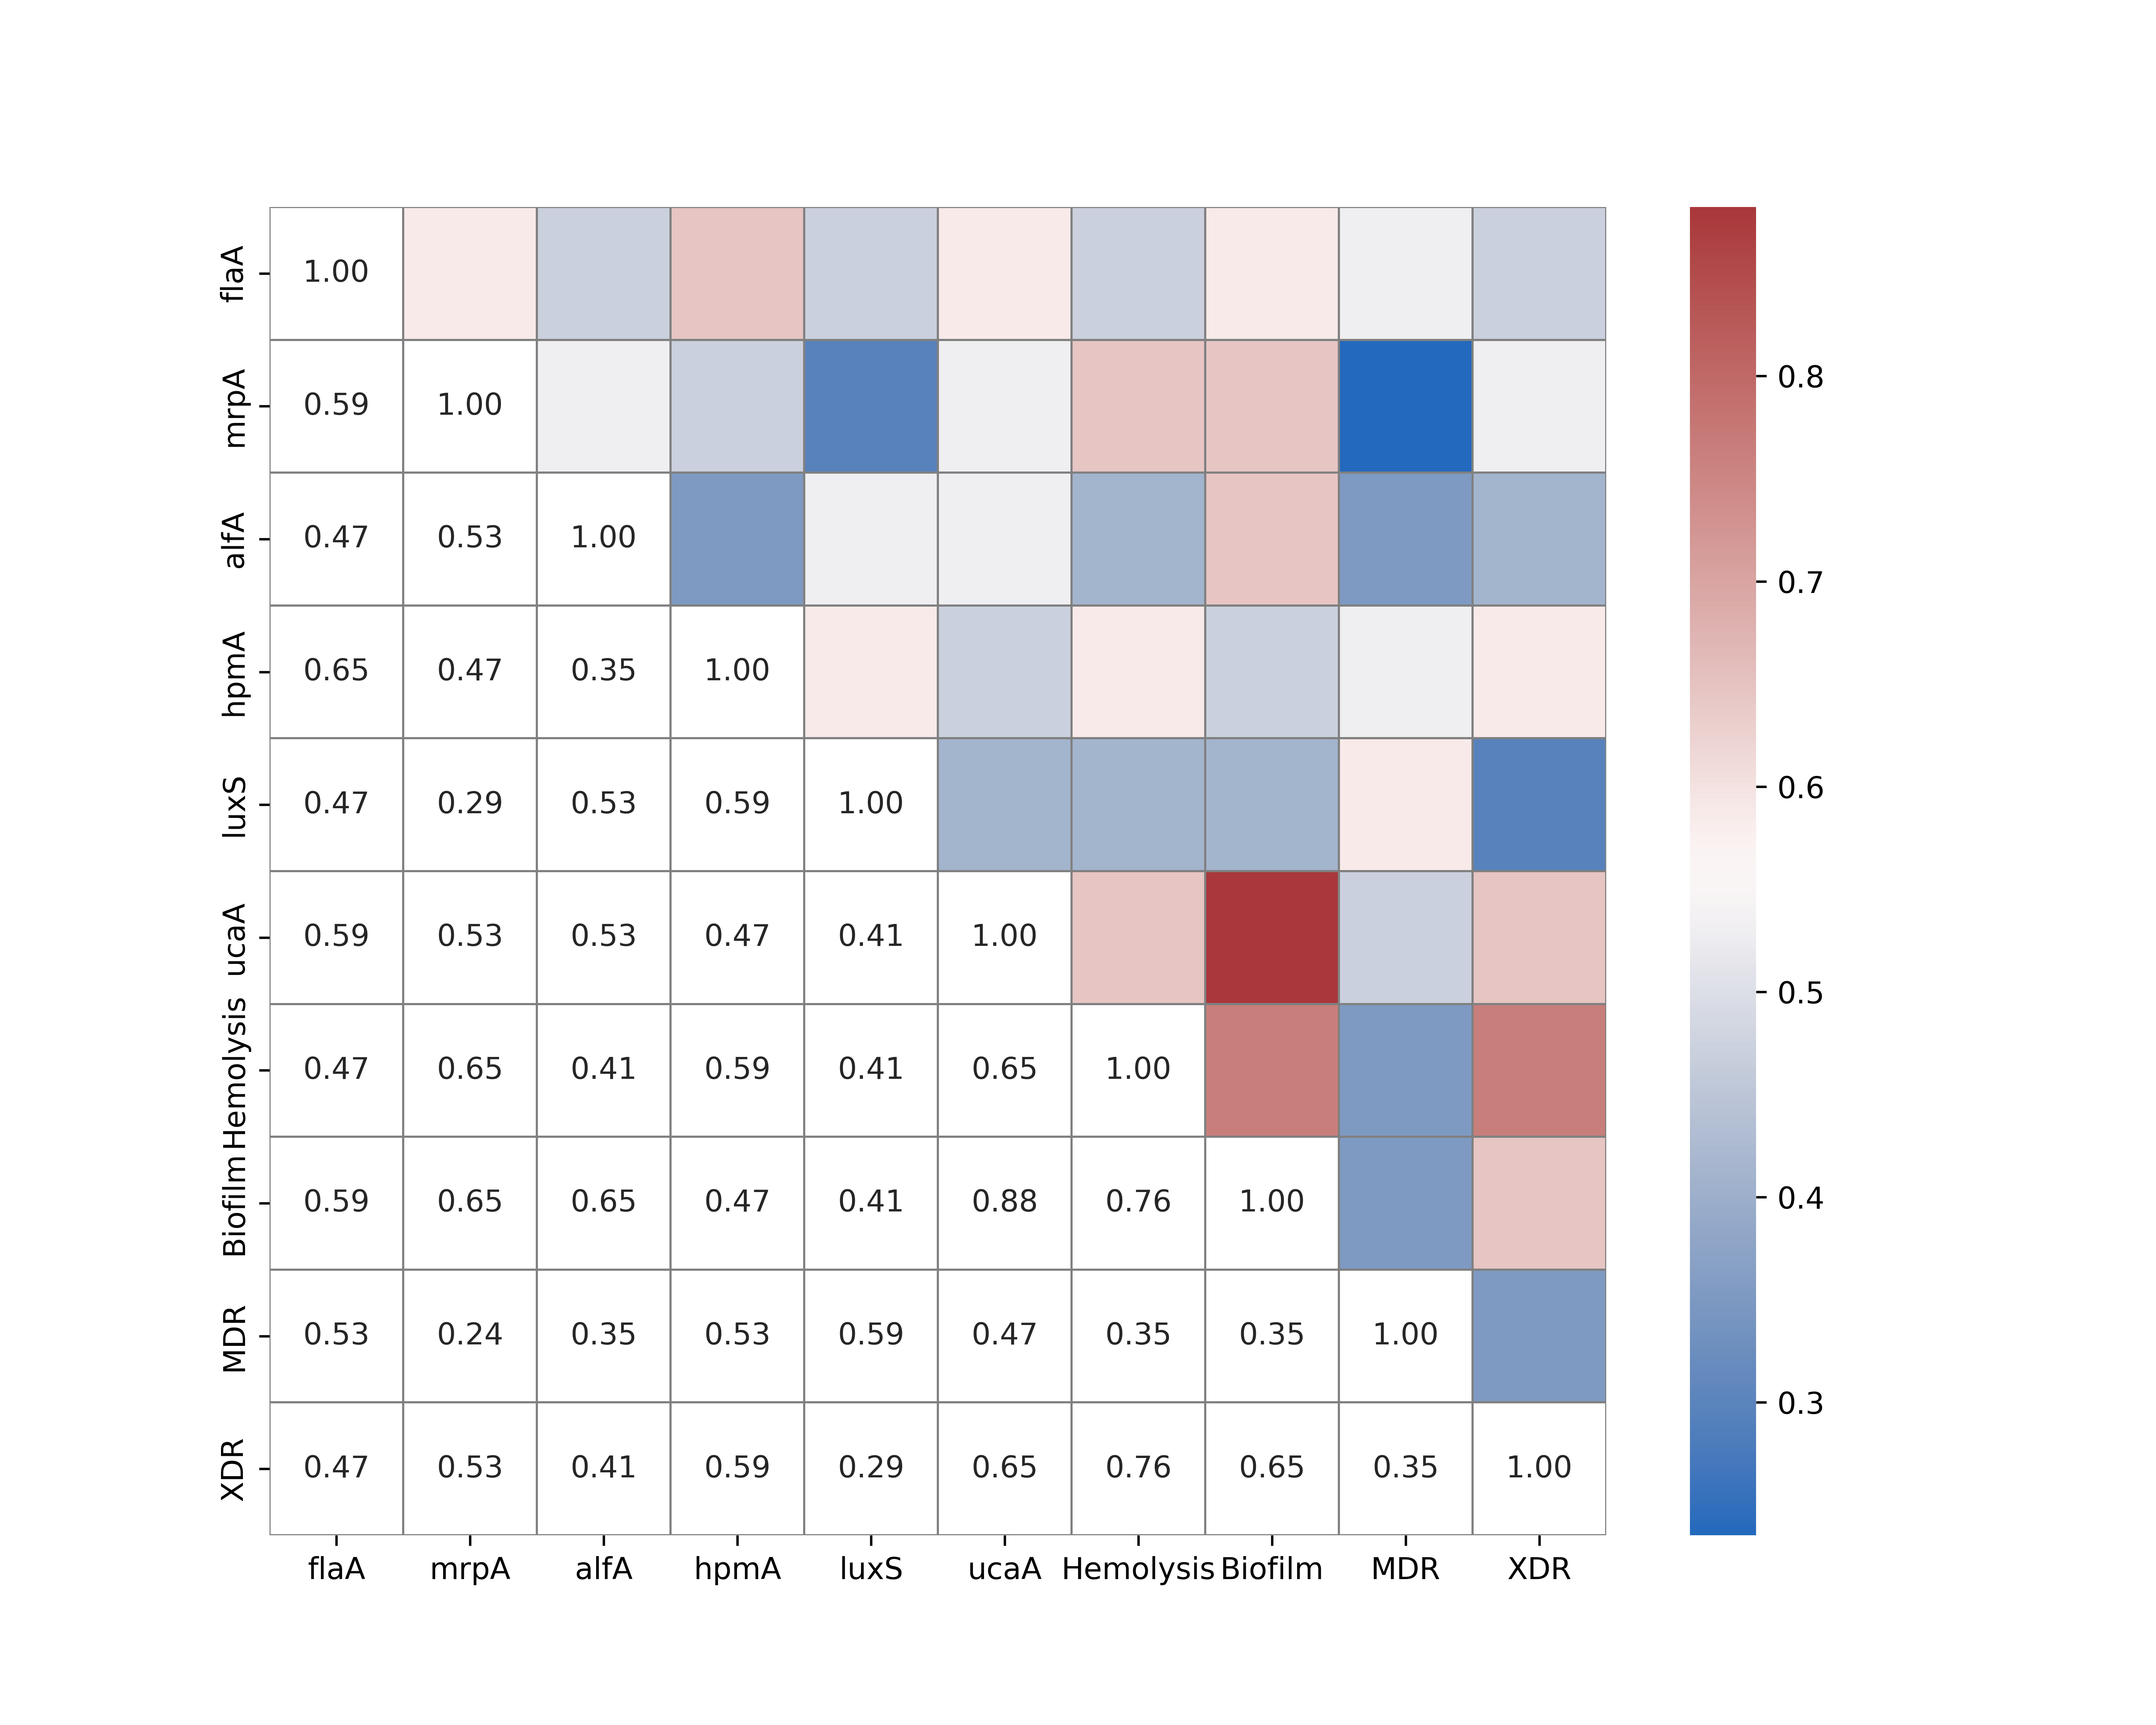 flaA 1.00
mrpA 0.59 1.00
alfA 0.47 0.53 1.00
hpmA 0.65 0.47 0.35 1.00
luxS 0.47 0.29 0.53 0.59 1.00
ucaA 0.59 0.53 0.53 0.47 0.41 1.00
Hemolysis 0.47 0.65 0.41 0.59 0.41 0.65 1.00
Biofilm 0.59 0.65 0.65 0.47 0.41 0.88 0.76 1.00
MDR 0.53 0.24 0.35 0.53 0.59 0.47 0.35 0.35 1.00
XDR 0.47 0.53 0.41 0.59 0.29 0.65 0.76 0.65 0.35 1.00
flaA mrpA alfA hpmA luxS ucaA Hemolysis Biofilm MDR XDR
0.8
0.7
0.6
0.5
0.4
0.3